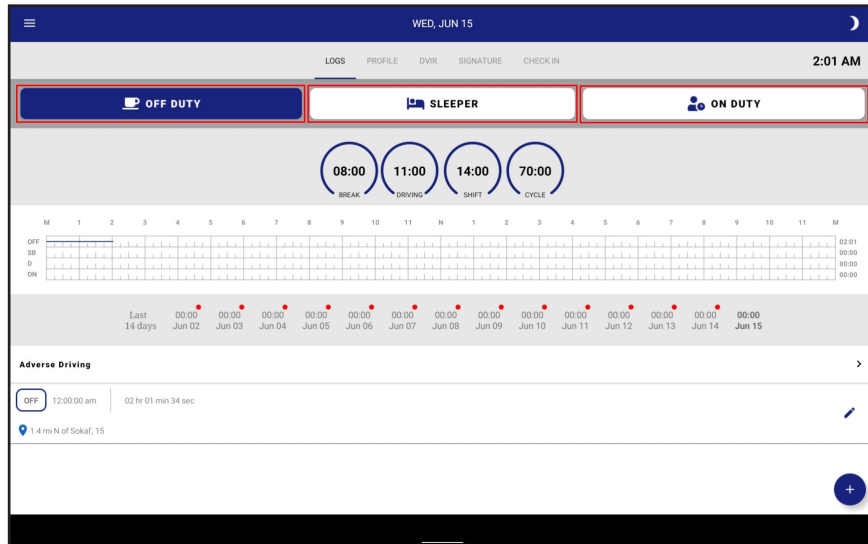 WED, JUN 15
LOGS PROFILE DVIR SIGNATURE CHECK IN 2:01 AM
OFF DUTY SLEEPER ON DUTY
08:00 11:00 14:00 70:00
BREAK DRIVING SHIFT CYCLE
M 1 2 3 4 5 6 7 8 9 10 11 N 1 2 3 4 5 6 7 8 9 10 11 M
OFF 02:01
SB 00:00
D 00:00
ON 00:00
Last 00:00 00:00 00:00 00:00 00:00 00:00 00:00 00:00 00:00 00:00 00:00 00:00 00:00 00:00
14 days Jun 02 Jun 03 Jun 04 Jun 05 Jun 06 Jun 07 Jun 08 Jun 09 Jun 10 Jun 11 Jun 12 Jun 13 Jun 14 Jun 15
Adverse Driving
OFF 12:00:00 am 02 hr 01 min 34 sec
1.4 mi N of Sokal', 15